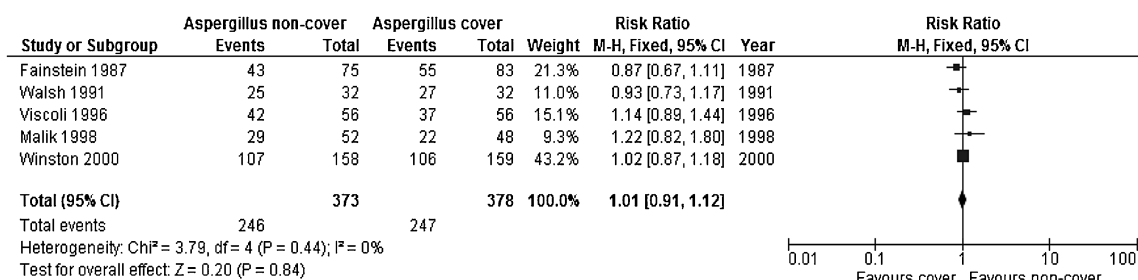 Aspergillus non-cover Aspergillus cover Risk Ratio Risk Ratio
Study or Subgroup Events Total Events Total Weight M-H, Fixed, 95% CI Year M-H, Fixed, 95% CI
Fainstein 1987 43 75 55 83 21.3% 0.87 [0.67, 1.11] 1987
Walsh 1991 25 32 27 32 11.0% 0.93 [0.73, 1.17] 1991
Viscoli 1996 42 56 37 56 15.1% 1.14 [0.89, 1.44] 1996
Malik 1998 29 52 22 48 9.3% 1.22 [0.82, 1.80] 1998
Winston 2000 107 158 106 159 43.2% 1.02 [0.87, 1.18] 2000
Total (95% CI) 373 378 100.0% 1.01 [0.91, 1.12]
Total events 246 247
Heterogeneity: Chi² = 3.79, df = 4 (P = 0.44); I² = 0%
Test for overall effect: Z = 0.20 (P = 0.84)
0.01 0.1 1 10 100
Favours cover Favours non-cover